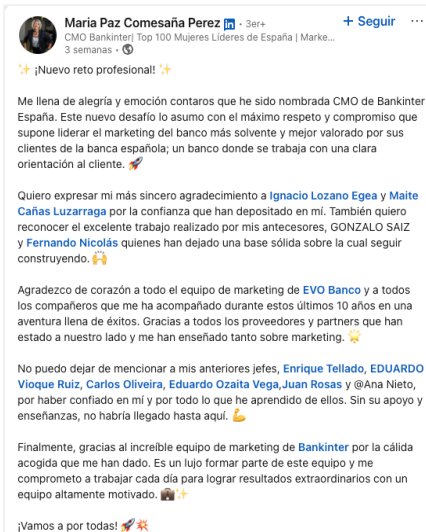 Maria Paz Comesaña Perez in • 3er+
+ Seguir ...
CMO Bankinter| Top 100 Mujeres Líderes de España | Marke...
3 semanas •
✨ ¡Nuevo reto profesional! ✨
Me llena de alegría y emoción contaros que he sido nombrada CMO de Bankinter
España. Este nuevo desafío lo asumo con el máximo respeto y compromiso que
supone liderar el marketing del banco más solvente y mejor valorado por sus
clientes de la banca española; un banco donde se trabaja con una clara
orientación al cliente. 🚀
Quiero expresar mi más sincero agradecimiento a Ignacio Lozano Egea y Maite
Cañas Luzarraga por la confianza que han depositado en mí. También quiero
reconocer el excelente trabajo realizado por mis antecesores, GONZALO SAIZ
y Fernando Nicolás quienes han dejado una base sólida sobre la cual seguir
construyendo. 🙌
Agradezco de corazón a todo el equipo de marketing de EVO Banco y a todos
los compañeros que me ha acompañado durante estos últimos 10 años en una
aventura llena de éxitos. Gracias a todos los proveedores y partners que han
estado a nuestro lado y me han enseñado tanto sobre marketing. 🌟
No puedo dejar de mencionar a mis anteriores jefes, Enrique Tellado, EDUARDO
Vioque Ruiz, Carlos Oliveira, Eduardo Ozaita Vega,Juan Rosas y @Ana Nieto,
por haber confiado en mí y por todo lo que he aprendido de ellos. Sin su apoyo y
enseñanzas, no habría llegado hasta aquí. 💪
Finalmente, gracias al increíble equipo de marketing de Bankinter por la cálida
acogida que me han dado. Es un lujo formar parte de este equipo y me
comprometo a trabajar cada día para lograr resultados extraordinarios con un
equipo altamente motivado. 💼✨
¡Vamos a por todas! 🚀💥